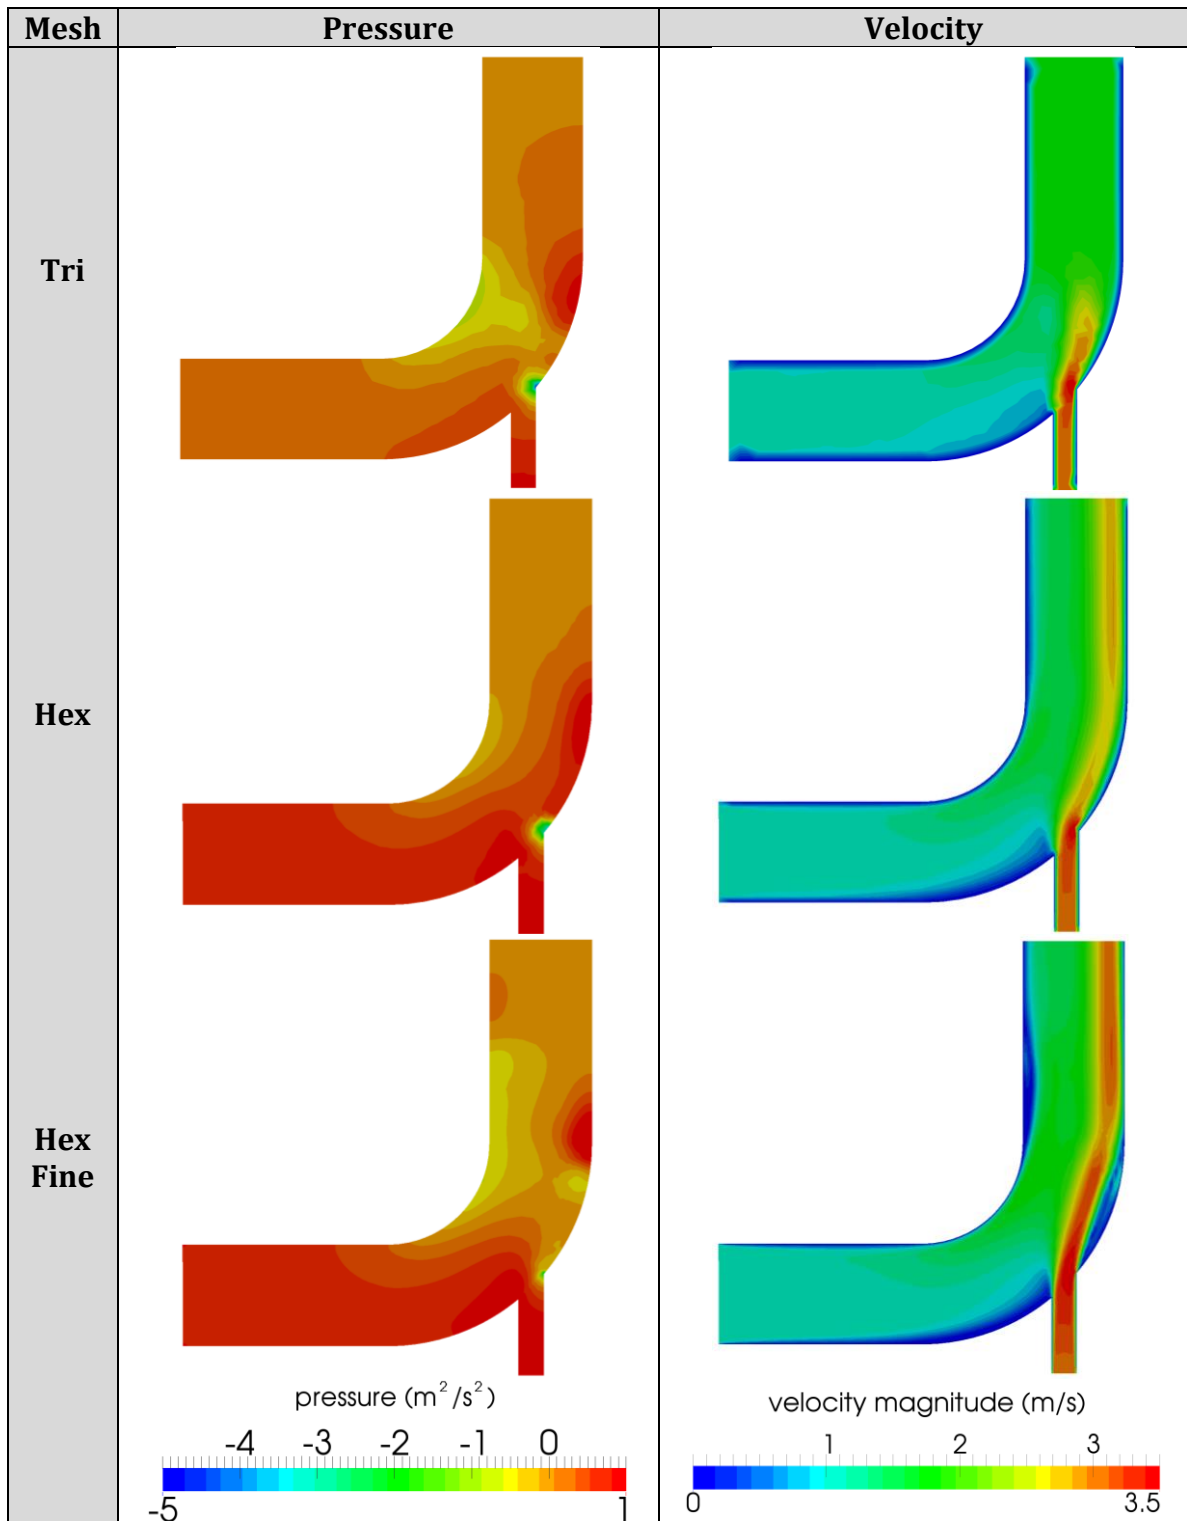 Mesh Pressure Velocity
Tri
Hex
Hex
Fine
pressure (m²/s²)
-4 -3 -2 -1 0
-5 1
velocity magnitude (m/s)
1 2 3
0 3.5